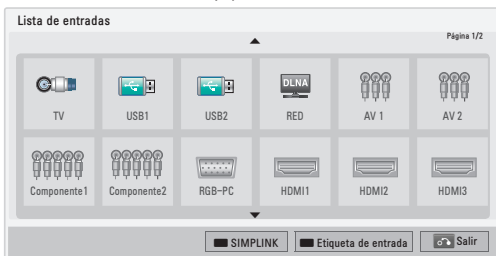 Lista de entradas
Página 1/2
DLNA
TV USB1 USB2 RED AV 1 AV 2
Componente1 Componente2 RGB-PC HDMI1 HDMI2 HDMI3
SIMPLINK Etiqueta de entrada Salir